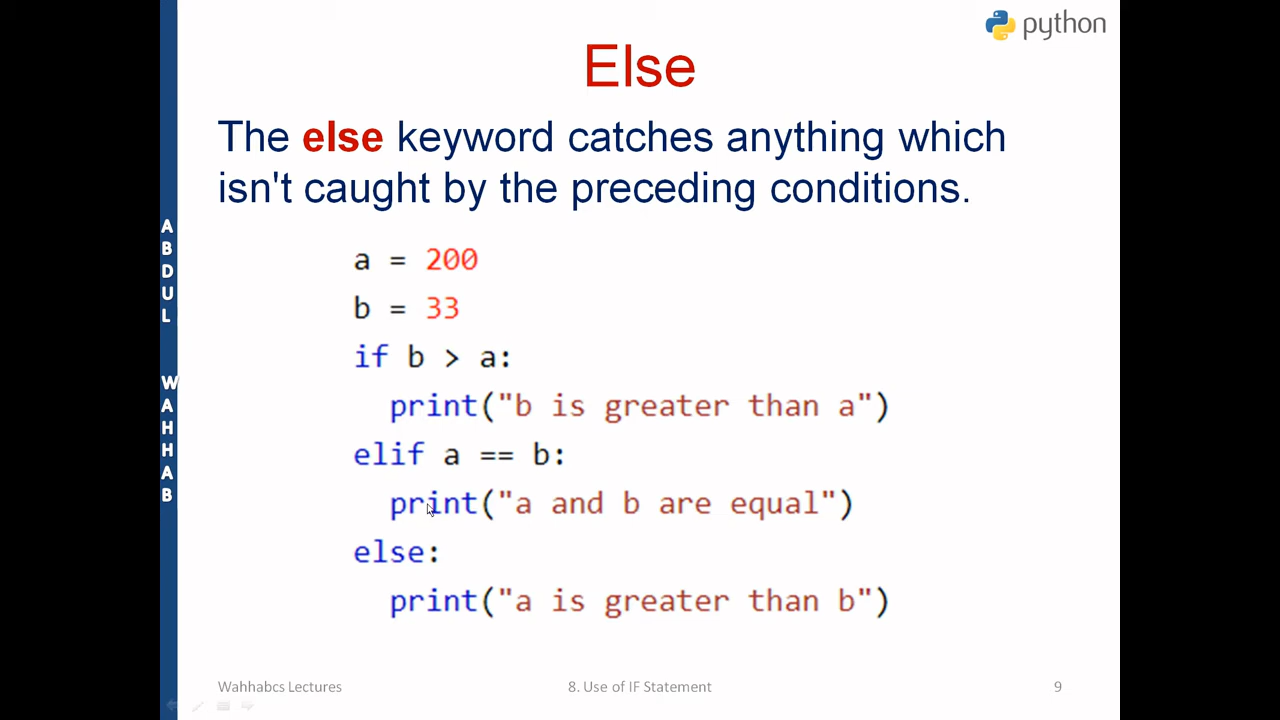 python
Else
The else keyword catches anything which
isn't caught by the preceding conditions.
a = 200
b = 33
if b > a:
  print("b is greater than a")
elif a == b:
  print("a and b are equal")
else:
  print("a is greater than b")
ABDUL WAHHAB
Wahhabcs Lectures
8. Use of IF Statement
9